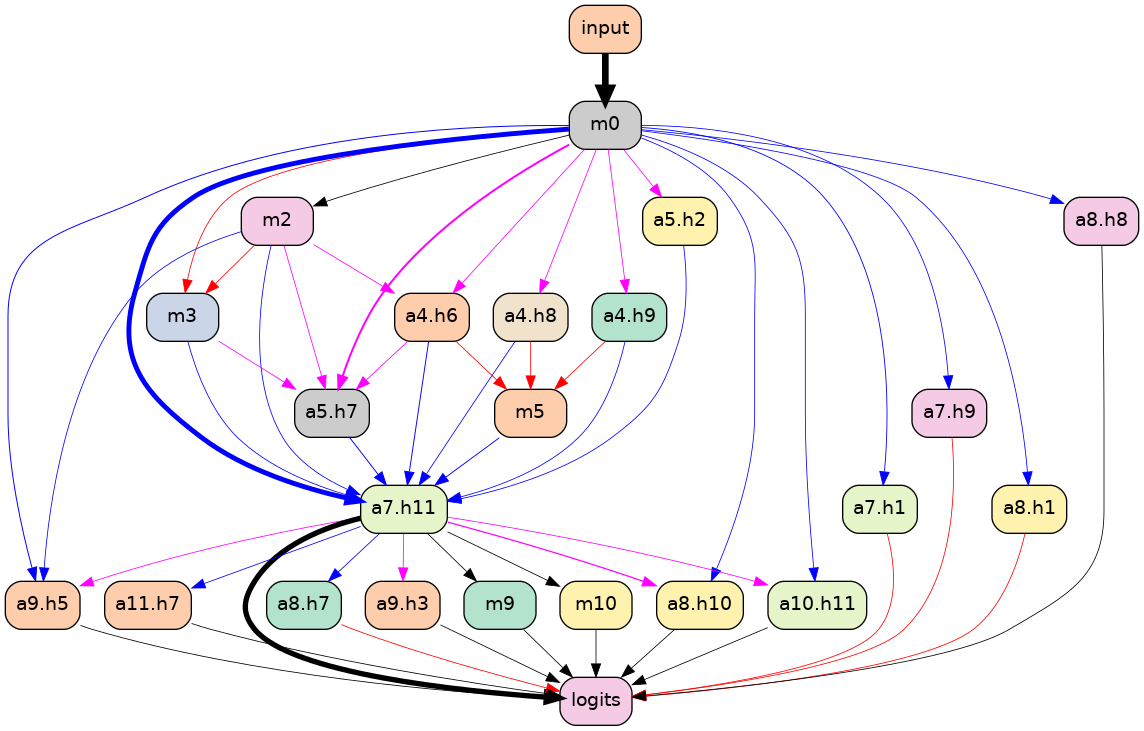 input
m0
m2
a5.h2
a8.h8
m3
a4.h6
a4.h8
a4.h9
a5.h7
m5
a7.h9
a7.h11
a7.h1
a8.h1
a9.h5
a11.h7
a8.h7
a9.h3
m9
m10
a8.h10
a10.h11
logits